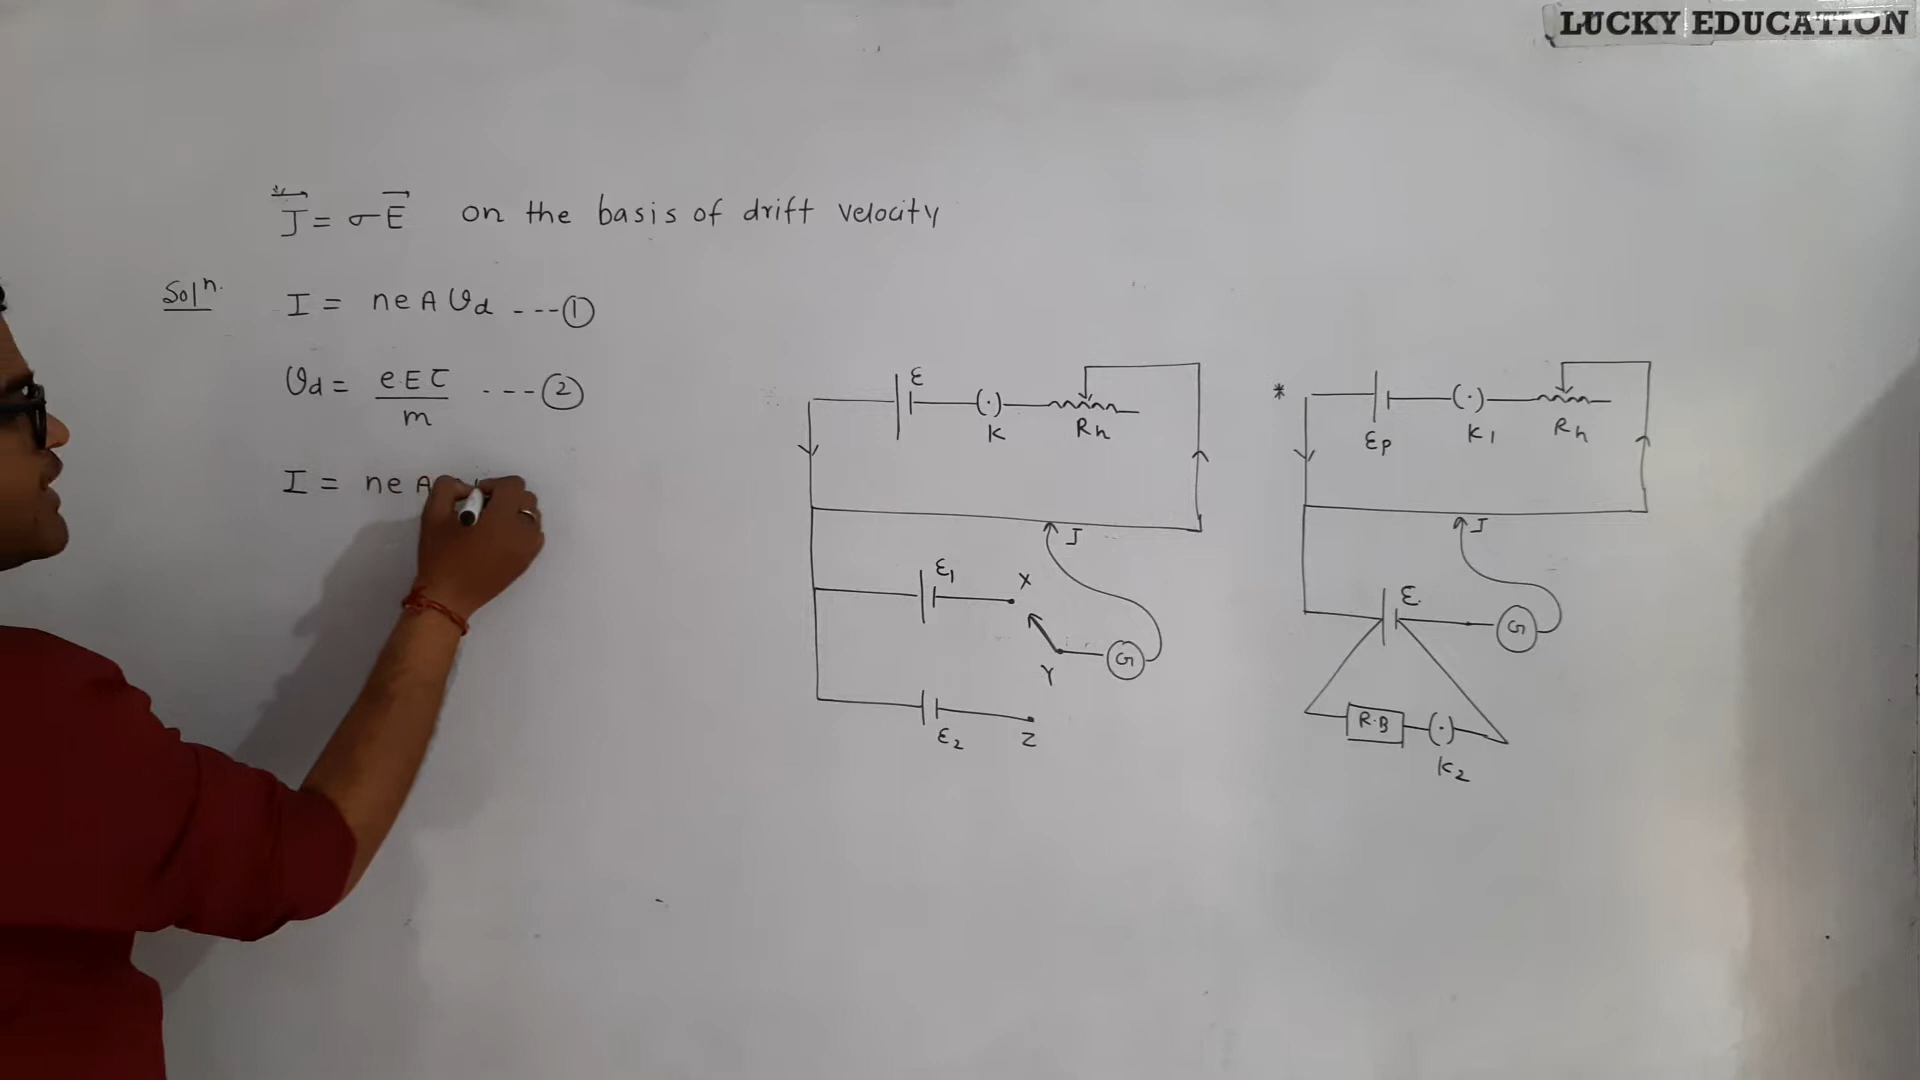 LUCKY EDUCATION
J = σE on the basis of drift velocity
Solⁿ.
I = neAυd ---①
υd = eEτ/m ---②
I = neA
ε
K
Rh
J
ε1
X
Y
G
ε2
Z
*
εp
K1
Rh
J
ε
G
R·B
K2